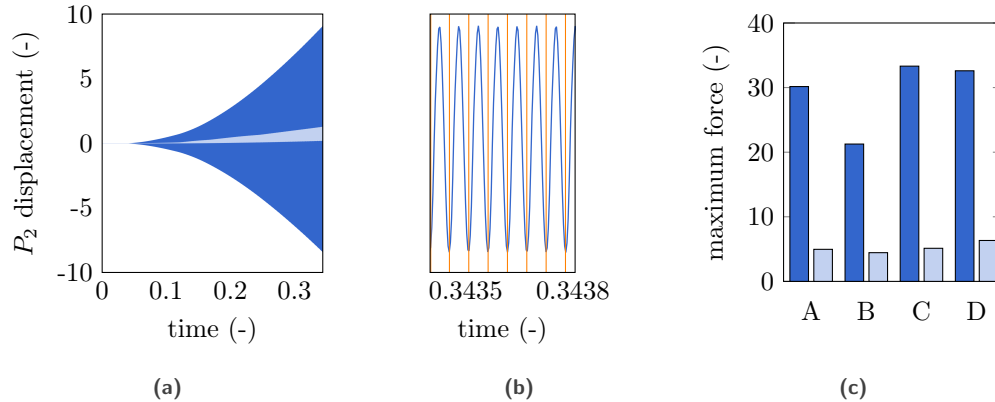 P2 displacement (-)
10
5
0
-5
-10
0
0.1
0.2
0.3
time (-)
(a)
0.3435
0.3438
time (-)
(b)
maximum force (-)
40
30
20
10
0
A
B
C
D
(c)